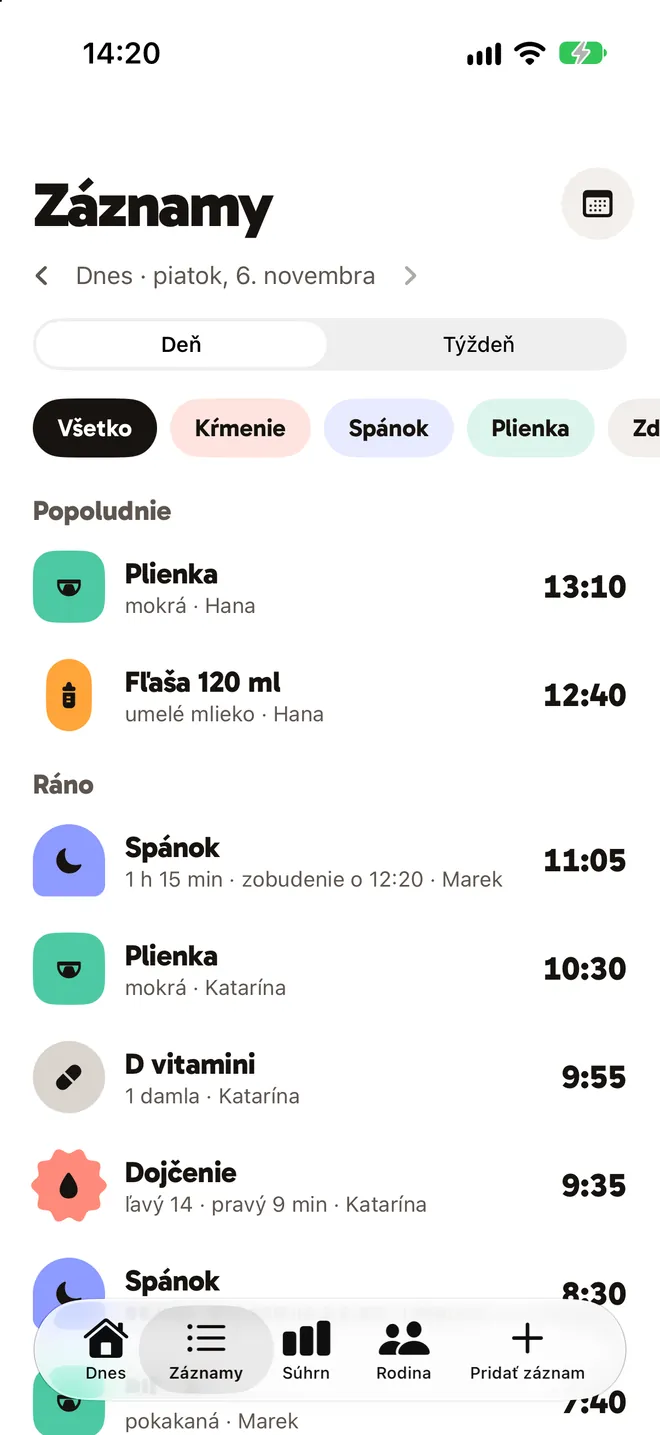 14:20
Záznamy
Dnes · piatok, 6. novembra
Deň
Týždeň
Všetko
Kŕmenie
Spánok
Plienka
Zd
Popoludnie
Plienka
13:10
mokrá · Hana
Fľaša 120 ml
12:40
umelé mlieko · Hana
Ráno
Spánok
11:05
1 h 15 min · zobudenie o 12:20 · Marek
Plienka
10:30
mokrá · Katarína
D vitamini
9:55
1 damla · Katarína
Dojčenie
9:35
ľavý 14 · pravý 9 min · Katarína
Spánok
8:30
Dnes
Záznamy
Súhrn
Rodina
Pridať záznam
7:40
pokakaná · Marek